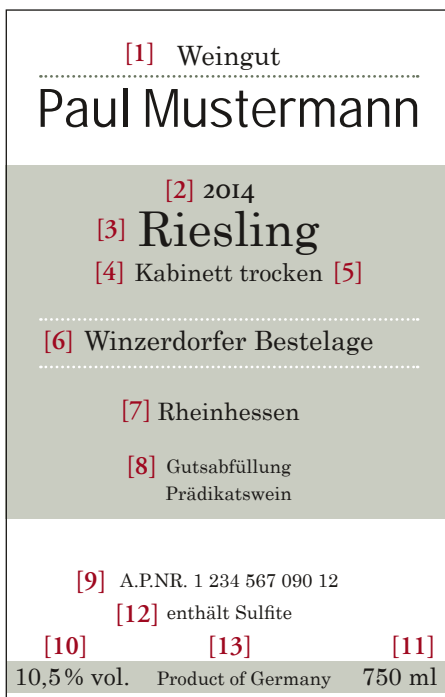 [1] Weingut
Paul Mustermann
[2] 2014
[3] Riesling
[4] Kabinett trocken [5]
[6] Winzerdorfer Bestelage
[7] Rheinhessen
[8] Gutsabfüllung
Prädikatswein
[9] A.P.NR. 1 234 567 090 12
[12] enthält Sulfite
[10] [13] [11]
10,5% vol. Product of Germany 750 ml